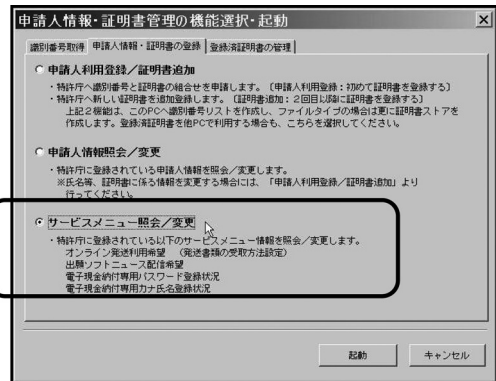 申請人情報・証明書管理の機能選択・起動
識別番号取得 申請人情報・証明書の登録 登録済証明書の管理
申請人利用登録／証明書追加
・特許庁へ識別番号と証明書の組合せを申請します。〔申請人利用登録：初めて証明書を登録する〕
・特許庁へ新しい証明書を追加登録します。〔証明書追加：2回目以降に証明書を登録する〕
上記2機能は、このPCへ識別番号リストを作成し、ファイルタイプの場合は更に証明書ストアを
作成します。登録済証明書を他PCで利用する場合も、こちらを選択してください。
申請人情報照会／変更
・特許庁に登録されている申請人情報を照会／変更します。
※氏名等、証明書に係る情報を変更する場合には、「申請人利用登録／証明書追加」より
行ってください。
サービスメニュー照会／変更
・特許庁に登録されている以下のサービスメニュー情報を照会／変更します。
オンライン発送利用希望 （発送書類の受取方法設定）
出願ソフトニュース配信希望
電子現金納付専用パスワード登録状況
電子現金納付専用カナ氏名登録状況
起動 キャンセル